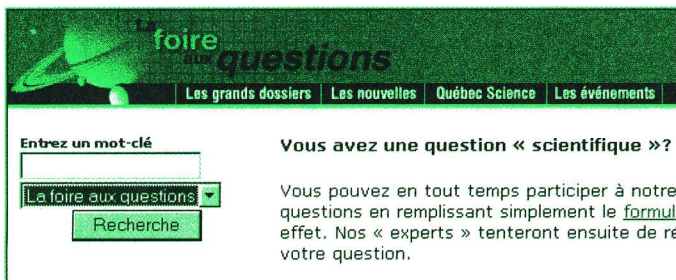 La
foire
aux questions
Les grands dossiers Les nouvelles Québec Science Les événements
Entrez un mot-clé
La foire aux questions
Recherche
Vous avez une question « scientifique »?
Vous pouvez en tout temps participer à notre
questions en remplissant simplement le formul
effet. Nos « experts » tenteront ensuite de ré
votre question.